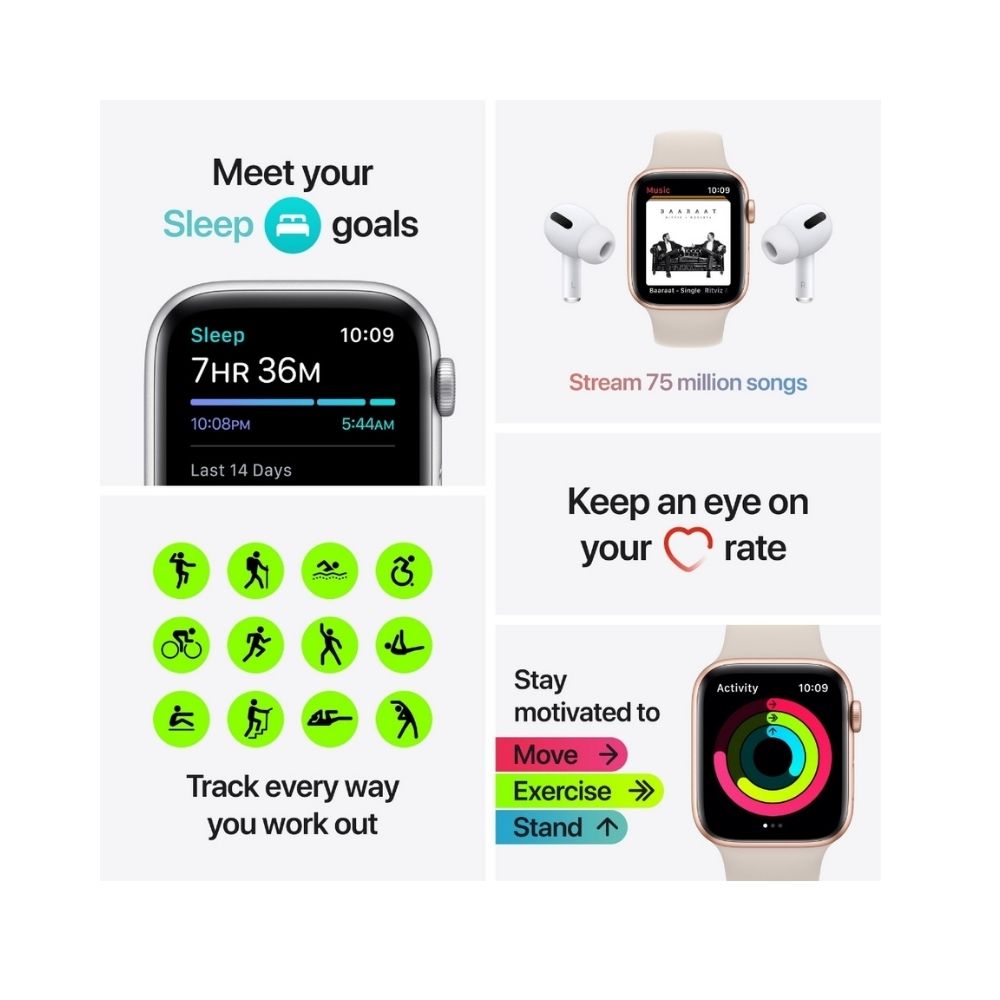 Meet your
Sleep goals
Sleep 10:09
7HR 36M
10:08PM 5:44AM
Last 14 Days
Music 10:09
BAARAAT
Baaraat - Single Ritviz
L
R
Stream 75 million songs
Keep an eye on
your rate
Track every way
you work out
Stay
motivated to
Move →
Exercise
Stand ↑
Activity 10:09